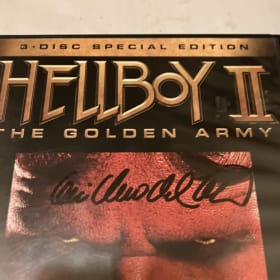 3-DISC SPECIAL EDITION
HELLBOY II
THE GOLDEN ARMY